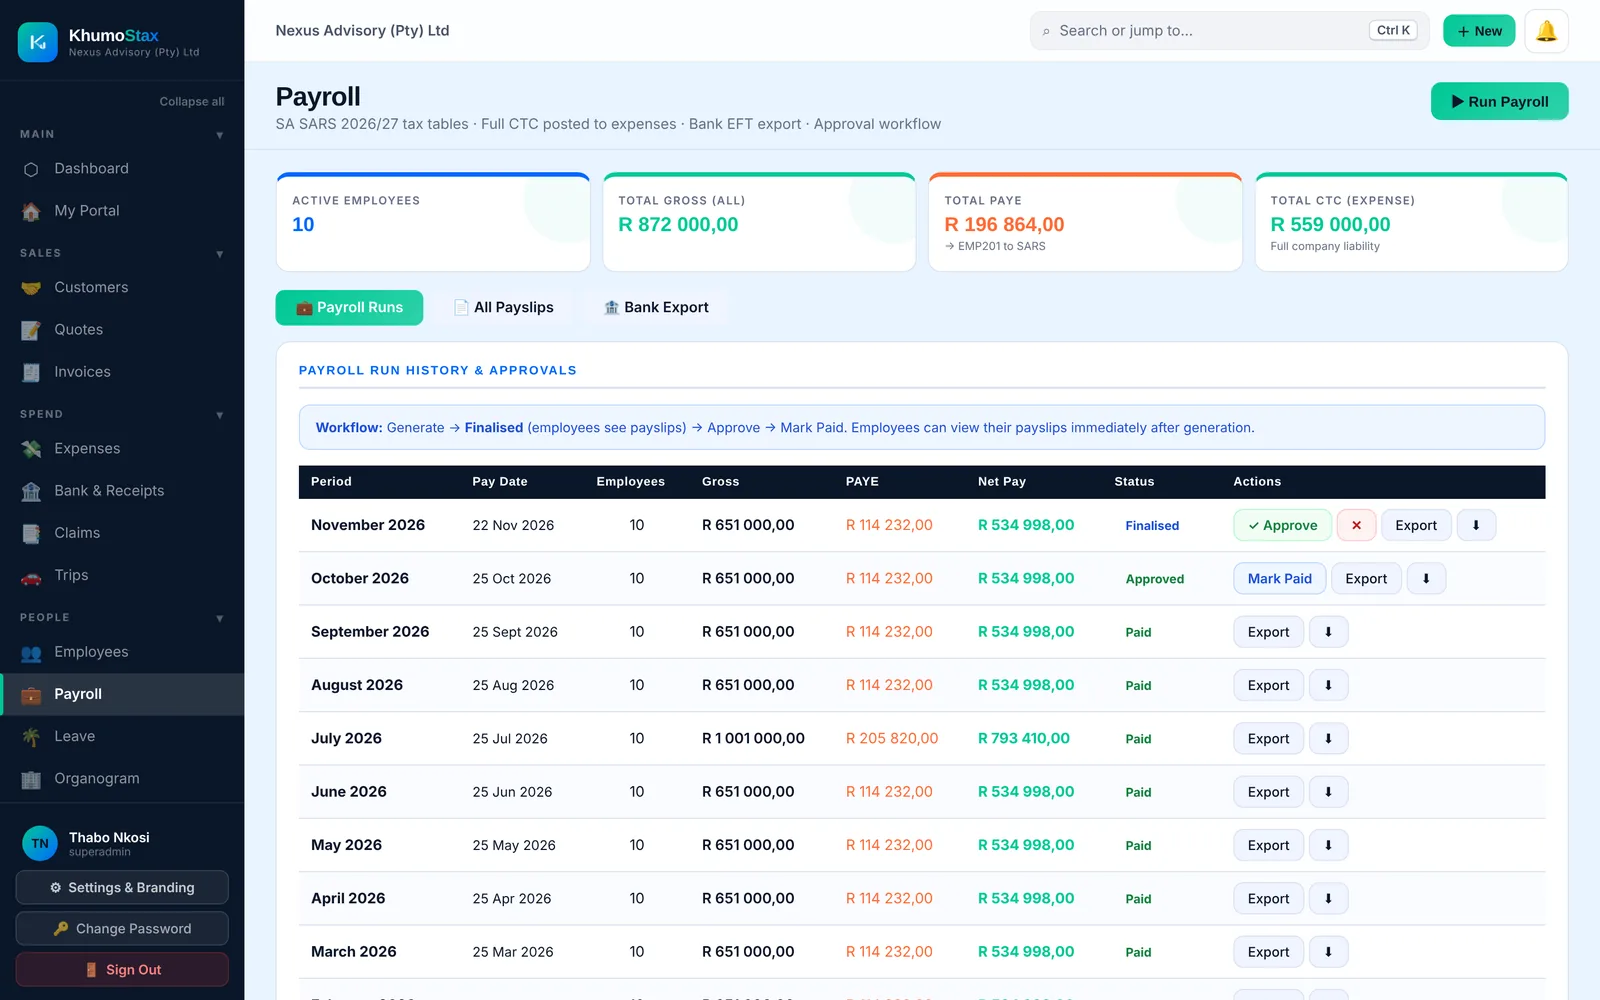 KhumoStax
Nexus Advisory (Pty) Ltd
Collapse all
MAIN
Dashboard
My Portal
SALES
Customers
Quotes
Invoices
SPEND
Expenses
Bank & Receipts
Claims
Trips
PEOPLE
Employees
Payroll
Leave
Organogram
TN
Thabo Nkosi
superadmin
Settings & Branding
Change Password
Sign Out
Nexus Advisory (Pty) Ltd
Search or jump to...
Ctrl K
+ New
Payroll
SA SARS 2026/27 tax tables · Full CTC posted to expenses · Bank EFT export · Approval workflow
▶ Run Payroll
ACTIVE EMPLOYEES
10
TOTAL GROSS (ALL)
R 872 000,00
TOTAL PAYE
R 196 864,00
→ EMP201 to SARS
TOTAL CTC (EXPENSE)
R 559 000,00
Full company liability
Payroll Runs
All Payslips
Bank Export
PAYROLL RUN HISTORY & APPROVALS
Workflow: Generate → Finalised (employees see payslips) → Approve → Mark Paid. Employees can view their payslips immediately after generation.
Period Pay Date Employees Gross PAYE Net Pay Status Actions
November 2026 22 Nov 2026 10 R 651 000,00 R 114 232,00 R 534 998,00 Finalised ✓ Approve ✕ Export ⬇
October 2026 25 Oct 2026 10 R 651 000,00 R 114 232,00 R 534 998,00 Approved Mark Paid Export ⬇
September 2026 25 Sept 2026 10 R 651 000,00 R 114 232,00 R 534 998,00 Paid Export ⬇
August 2026 25 Aug 2026 10 R 651 000,00 R 114 232,00 R 534 998,00 Paid Export ⬇
July 2026 25 Jul 2026 10 R 1 001 000,00 R 205 820,00 R 793 410,00 Paid Export ⬇
June 2026 25 Jun 2026 10 R 651 000,00 R 114 232,00 R 534 998,00 Paid Export ⬇
May 2026 25 May 2026 10 R 651 000,00 R 114 232,00 R 534 998,00 Paid Export ⬇
April 2026 25 Apr 2026 10 R 651 000,00 R 114 232,00 R 534 998,00 Paid Export ⬇
March 2026 25 Mar 2026 10 R 651 000,00 R 114 232,00 R 534 998,00 Paid Export ⬇